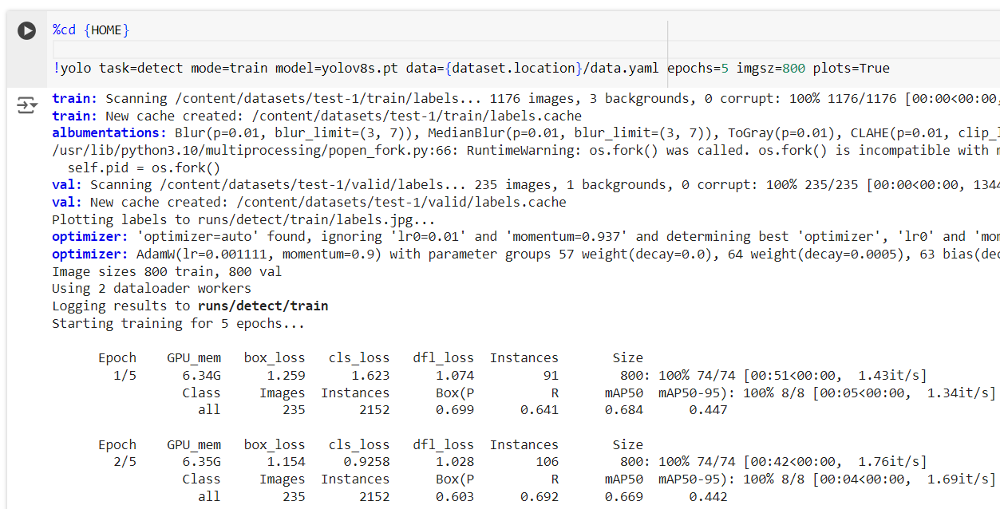 %cd {HOME}
!yolo task=detect mode=train model=yolov8s.pt data={dataset.location}/data.yaml epochs=5 imgsz=800 plots=True
train: Scanning /content/datasets/test-1/train/labels... 1176 images, 3 backgrounds, 0 corrupt: 100% 1176/1176 [00:00<00:00,
train: New cache created: /content/datasets/test-1/train/labels.cache
albumentations: Blur(p=0.01, blur_limit=(3, 7)), MedianBlur(p=0.01, blur_limit=(3, 7)), ToGray(p=0.01), CLAHE(p=0.01, clip_
/usr/lib/python3.10/multiprocessing/popen_fork.py:66: RuntimeWarning: os.fork() was called. os.fork() is incompatible with
self.pid = os.fork()
val: Scanning /content/datasets/test-1/valid/labels... 235 images, 1 backgrounds, 0 corrupt: 100% 235/235 [00:00<00:00, 1344
val: New cache created: /content/datasets/test-1/valid/labels.cache
Plotting labels to runs/detect/train/labels.jpg...
optimizer: 'optimizer=auto' found, ignoring 'lr0=0.01' and 'momentum=0.937' and determining best 'optimizer', 'lr0' and 'mom
optimizer: AdamW(lr=0.001111, momentum=0.9) with parameter groups 57 weight(decay=0.0), 64 weight(decay=0.0005), 63 bias(dec
Image sizes 800 train, 800 val
Using 2 dataloader workers
Logging results to runs/detect/train
Starting training for 5 epochs...
Epoch GPU_mem box_loss cls_loss dfl_loss Instances Size
1/5 6.34G 1.259 1.623 1.074 91 800: 100% 74/74 [00:51<00:00, 1.43it/s]
Class Images Instances Box(P R mAP50 mAP50-95): 100% 8/8 [00:05<00:00, 1.34it/s]
all 235 2152 0.699 0.641 0.684 0.447
Epoch GPU_mem box_loss cls_loss dfl_loss Instances Size
2/5 6.35G 1.154 0.9258 1.028 106 800: 100% 74/74 [00:42<00:00, 1.76it/s]
Class Images Instances Box(P R mAP50 mAP50-95): 100% 8/8 [00:04<00:00, 1.69it/s]
all 235 2152 0.603 0.692 0.669 0.442